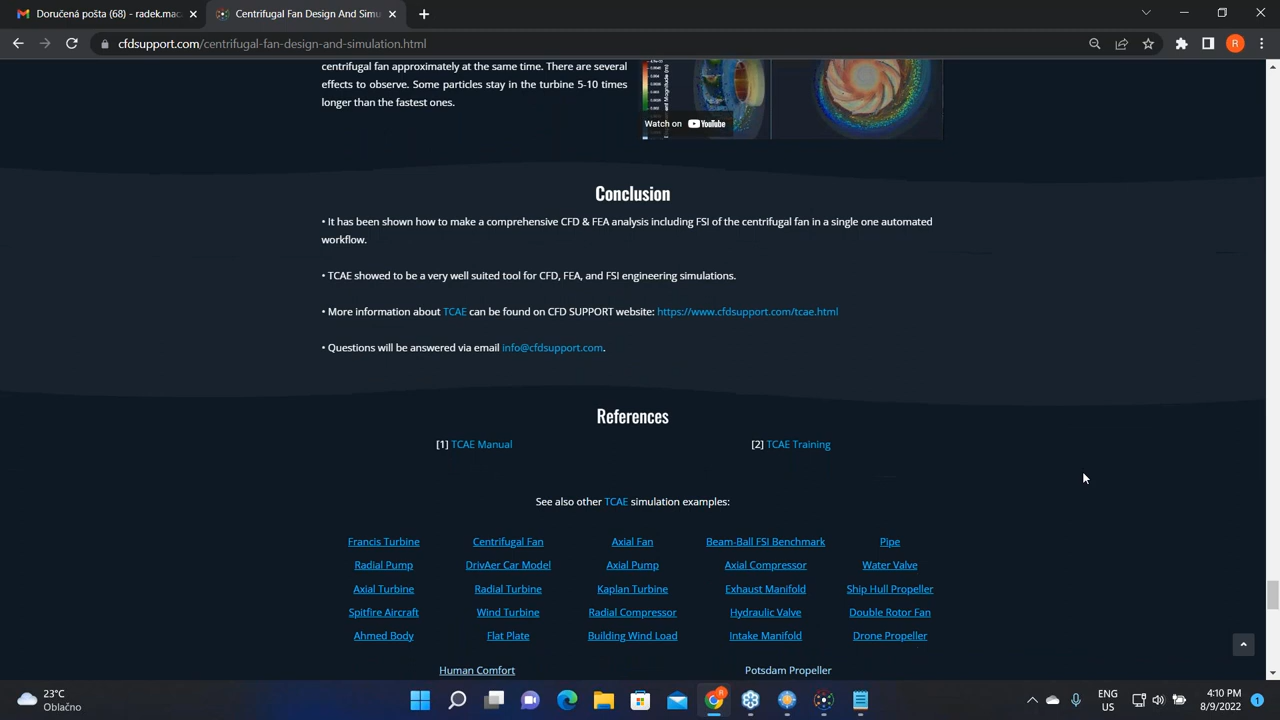 Doručená pošta (68) - radek.mac
Centrifugal Fan Design And Simu
cfdsupport.com/centrifugal-fan-design-and-simulation.html
R
centrifugal fan approximately at the same time. There are several
effects to observe. Some particles stay in the turbine 5-10 times
longer than the fastest ones.
Watch on YouTube
Conclusion
• It has been shown how to make a comprehensive CFD & FEA analysis including FSI of the centrifugal fan in a single one automated
workflow.
• TCAE showed to be a very well suited tool for CFD, FEA, and FSI engineering simulations.
• More information about TCAE can be found on CFD SUPPORT website: https://www.cfdsupport.com/tcae.html
• Questions will be answered via email info@cfdsupport.com.
References
[1] TCAE Manual [2] TCAE Training
See also other TCAE simulation examples:
Francis Turbine Centrifugal Fan Axial Fan Beam-Ball FSI Benchmark Pipe
Radial Pump DrivAer Car Model Axial Pump Axial Compressor Water Valve
Axial Turbine Radial Turbine Kaplan Turbine Exhaust Manifold Ship Hull Propeller
Spitfire Aircraft Wind Turbine Radial Compressor Hydraulic Valve Double Rotor Fan
Ahmed Body Flat Plate Building Wind Load Intake Manifold Drone Propeller
Human Comfort Potsdam Propeller
23°C
Oblačno
ENG
US
4:10 PM
8/9/2022
1